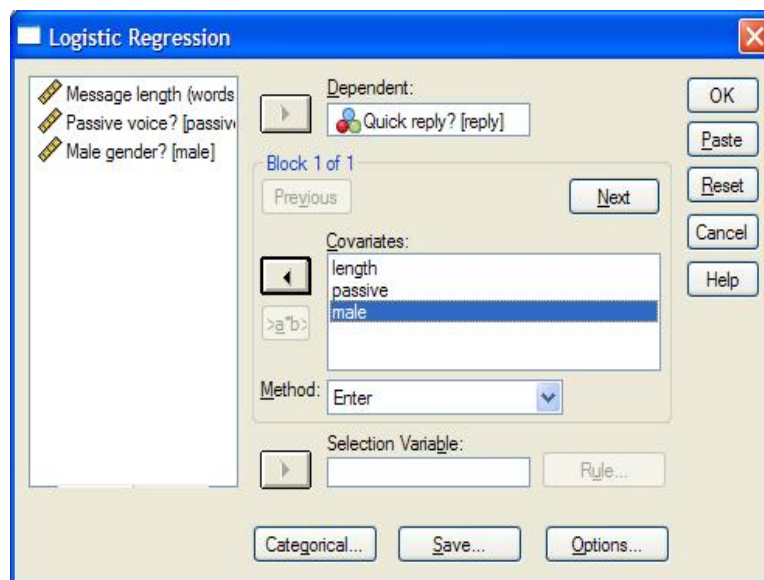 Logistic Regression
Message length (words
Passive voice? [passiv
Male gender? [male]
Dependent:
Quick reply? [reply]
Block 1 of 1
Previous
Next
Covariates:
length
passive
male
>a*b>
Method:
Enter
Selection Variable:
Rule...
Categorical...
Save...
Options...
OK
Paste
Reset
Cancel
Help